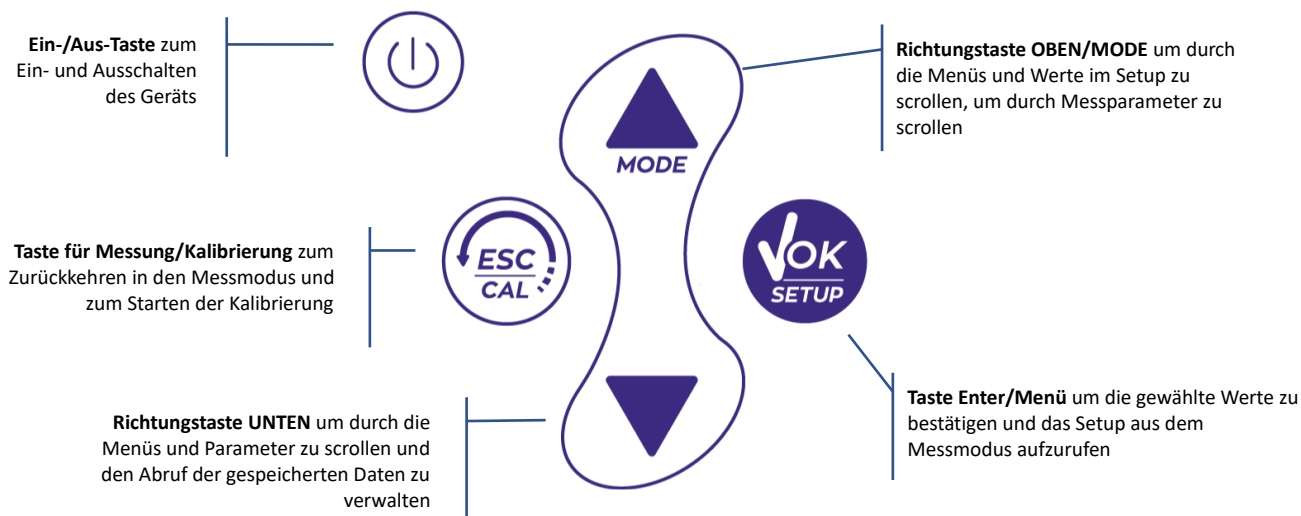 Ein-/Aus-Taste zum
Ein- und Ausschalten
des Geräts
Richtungstaste OBEN/MODE um durch
die Menüs und Werte im Setup zu
scrollen, um durch Messparameter zu
scrollen
MODE
Taste für Messung/Kalibrierung zum
Zurückkehren in den Messmodus und
zum Starten der Kalibrierung
ESC
CAL
OK
SETUP
Richtungstaste UNTEN um durch die
Menüs und Parameter zu scrollen und
den Abruf der gespeicherten Daten zu
verwalten
Taste Enter/Menü um die gewählte Werte zu
bestätigen und das Setup aus dem
Messmodus aufzurufen